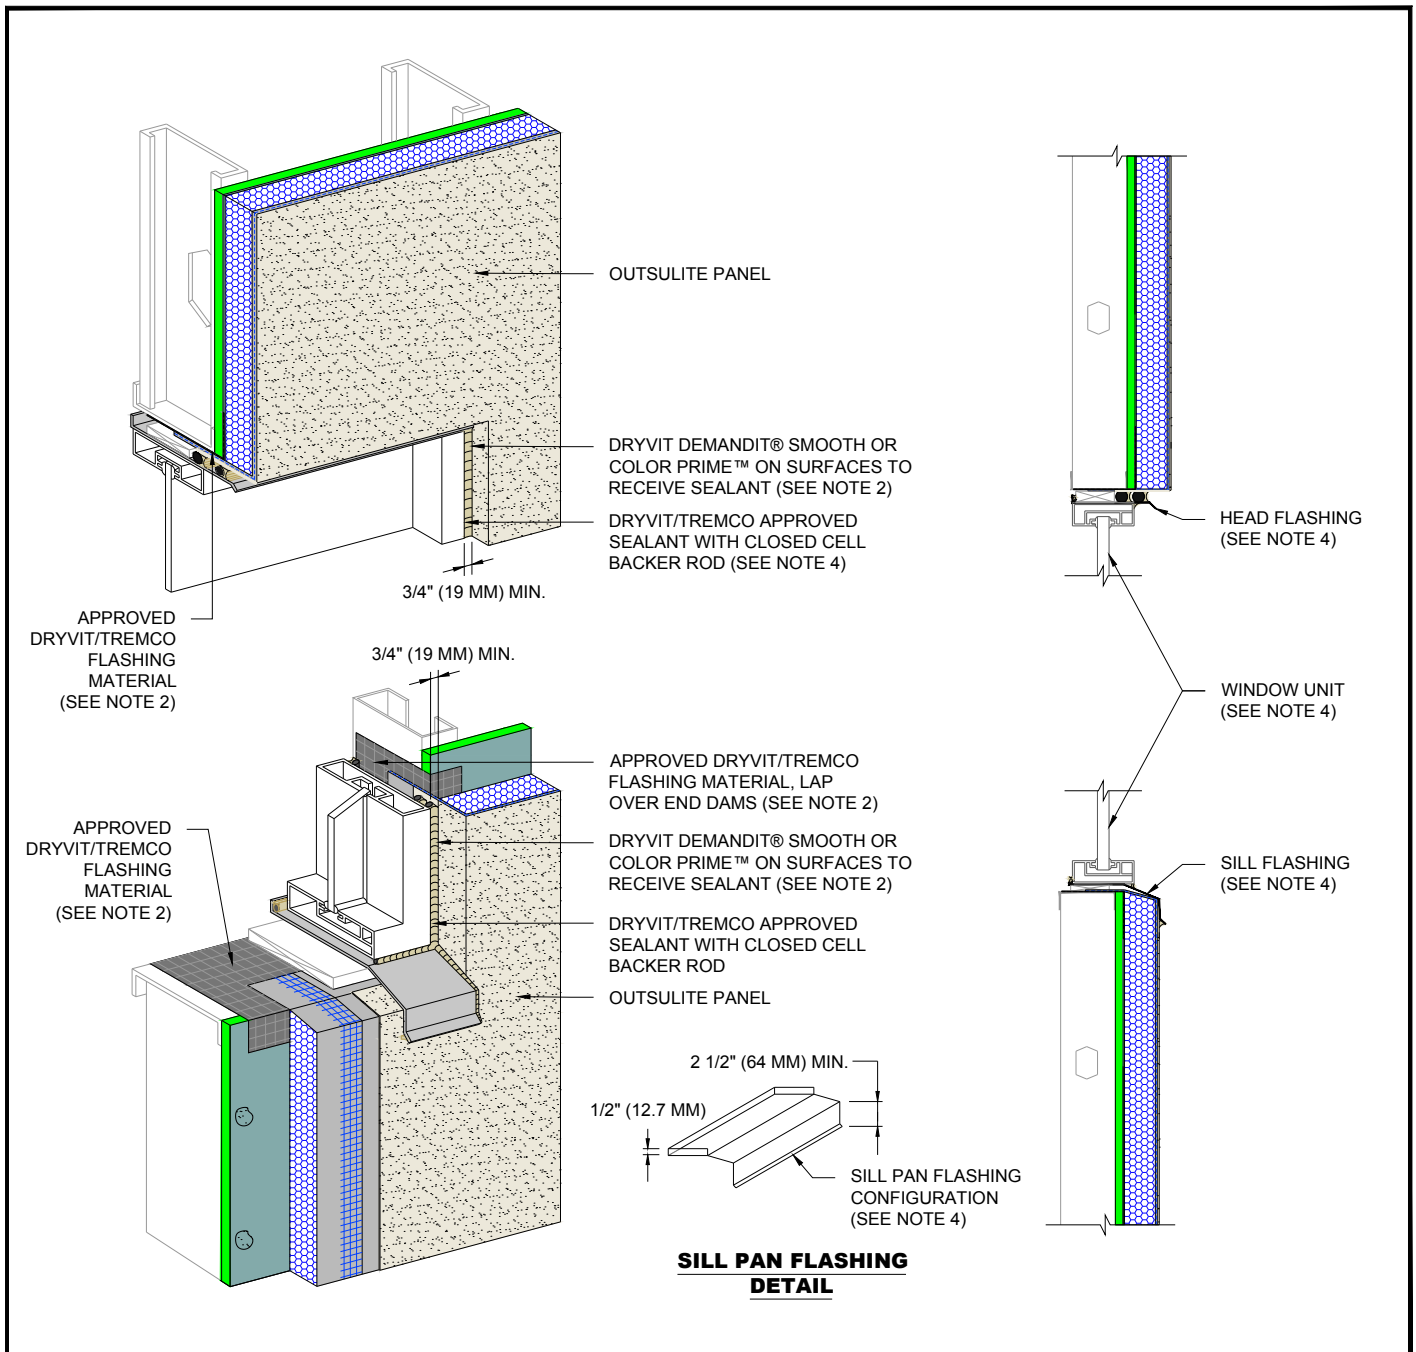 OUTSULITE PANEL
DRYVIT DEMANDIT® SMOOTH OR
COLOR PRIME™ ON SURFACES TO
RECEIVE SEALANT (SEE NOTE 2)
DRYVIT/TREMCO APPROVED
SEALANT WITH CLOSED CELL
BACKER ROD (SEE NOTE 4)
3/4" (19 MM) MIN.
APPROVED
DRYVIT/TREMCO
FLASHING
MATERIAL
(SEE NOTE 2)
HEAD FLASHING
(SEE NOTE 4)
WINDOW UNIT
(SEE NOTE 4)
SILL FLASHING
(SEE NOTE 4)
3/4" (19 MM) MIN.
APPROVED DRYVIT/TREMCO
FLASHING MATERIAL, LAP
OVER END DAMS (SEE NOTE 2)
APPROVED
DRYVIT/TREMCO
FLASHING
MATERIAL
(SEE NOTE 2)
DRYVIT DEMANDIT® SMOOTH OR
COLOR PRIME™ ON SURFACES TO
RECEIVE SEALANT (SEE NOTE 2)
DRYVIT/TREMCO APPROVED
SEALANT WITH CLOSED CELL
BACKER ROD
OUTSULITE PANEL
2 1/2" (64 MM) MIN.
1/2" (12.7 MM)
SILL PAN FLASHING
CONFIGURATION
(SEE NOTE 4)
SILL PAN FLASHING
DETAIL